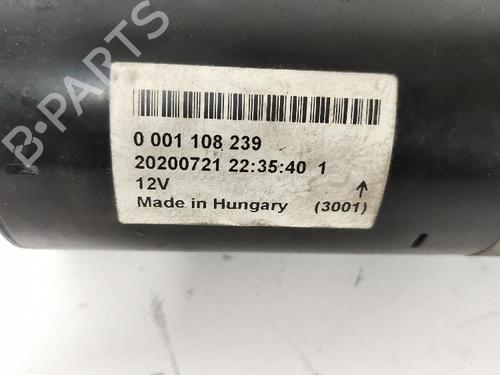 0 001 108 239
20200721 22:35:40 1
12V
Made in Hungary (3001)
B-PARTS